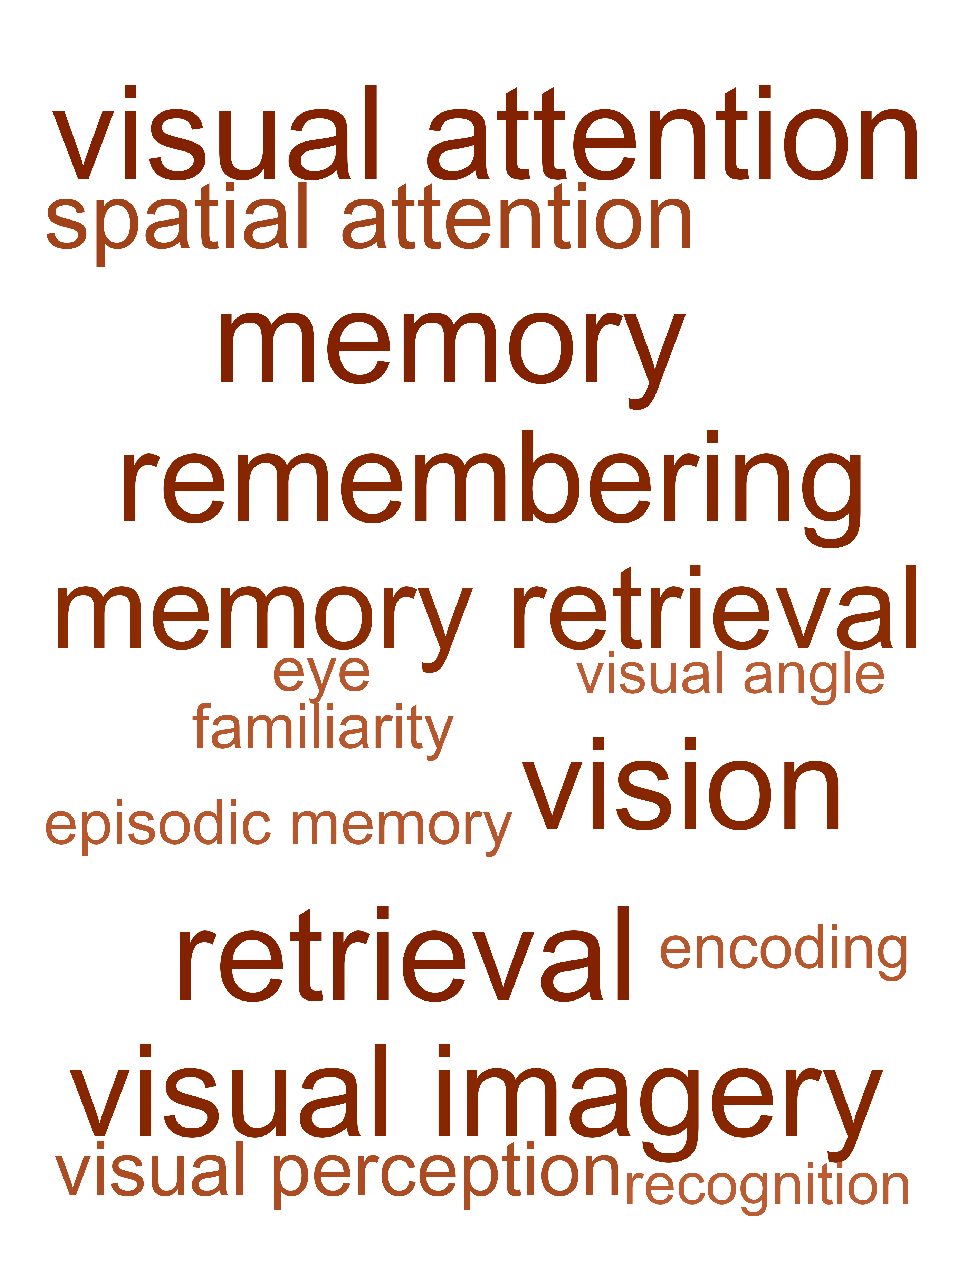 visual attention
spatial attention
memory
remembering
memory retrieval
eye visual angle
familiarity
vision
episodic memory
retrieval encoding
visual imagery
visual perception recognition